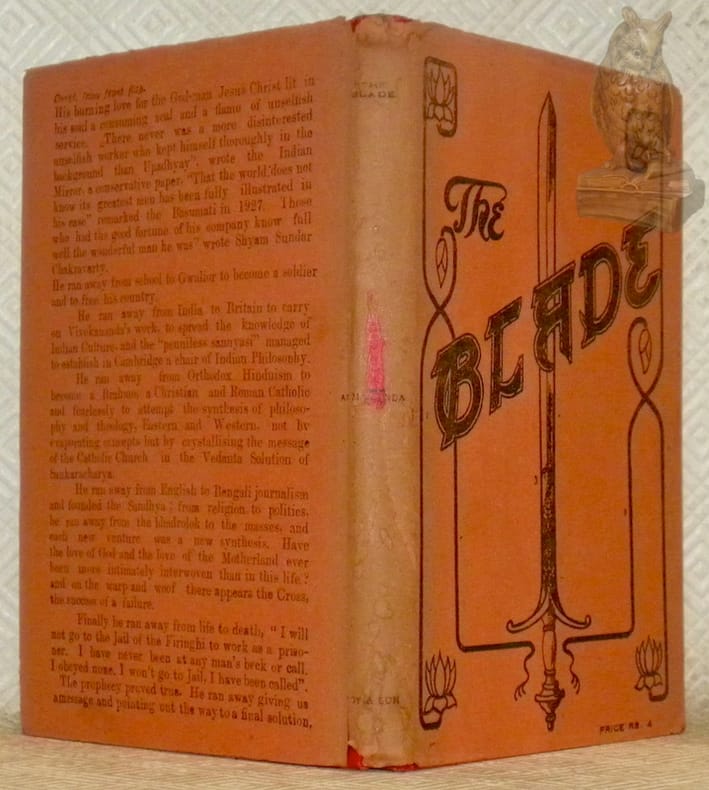 Contd. from front flap.
His burning love for the God-man Jesus Christ lit in
his soul a consuming zeal and a flame of unselfish
service. "There never was a more disinterested
unselfish worker who kept himself thoroughly in the
background than Upadhyay", wrote the Indian
Mirror, a conservative paper. "That the world does not
know its greatest men has been fully illustrated in
his case" remarked the Basumati in 1927. Those
who had the good fortune of his company know full
well the wonderful man he was" wrote Shyam Sundar
Chakravarty.
He ran away from school to Gwalior to become a soldier
and to free his country.
He ran away from India to Britain to carry
on Vivekananda's work, to spread the knowledge of
Indian Culture, and the "penniless sannyasi" managed
to establish in Cambridge a chair of Indian Philosophy.
He ran away from Orthodox Hinduism to
become a Brahmo, a Christian and Roman Catholic
and fearlessly to attempt the synthesis of philoso-
phy and theology, Eastern and Western, not by
evaporating concepts but by crystallising the message
of the Catholic Church in the Vedanta Solution of
Sankaracharya.
He ran away from English to Bengali journalism
and founded the Sandhya ; from religion to politics,
he ran away from the bhadrolok to the masses, and
each new venture was a new synthesis. Have
the love of God and the love of the Motherland ever
been more intimately interwoven than in this life ?
and on the warp and woof there appears the Cross,
the success of a failure.
Finally he ran away from life to death, " I will
not go to the Jail of the Firinghi to work as a priso-
ner. I have never been at any man's beck or call.
I obeyed none. I won't go to Jail, I have been called".
The prophecy proved true. He ran away giving us
a message and pointing out the way to a final solution.
THE
BLADE
The
BLADE
PRICE RS. 4